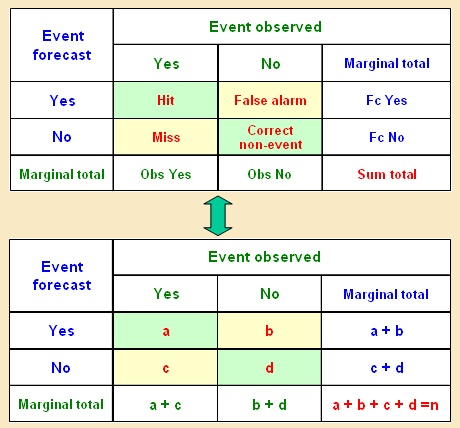 Event forecast
Event observed
Yes
No
Marginal total
Yes
Hit
False alarm
Fc Yes
No
Miss
Correct non-event
Fc No
Marginal total
Obs Yes
Obs No
Sum total
Event forecast
Event observed
Yes
No
Marginal total
Yes
a
b
a + b
No
c
d
c + d
Marginal total
a + c
b + d
a + b + c + d =n